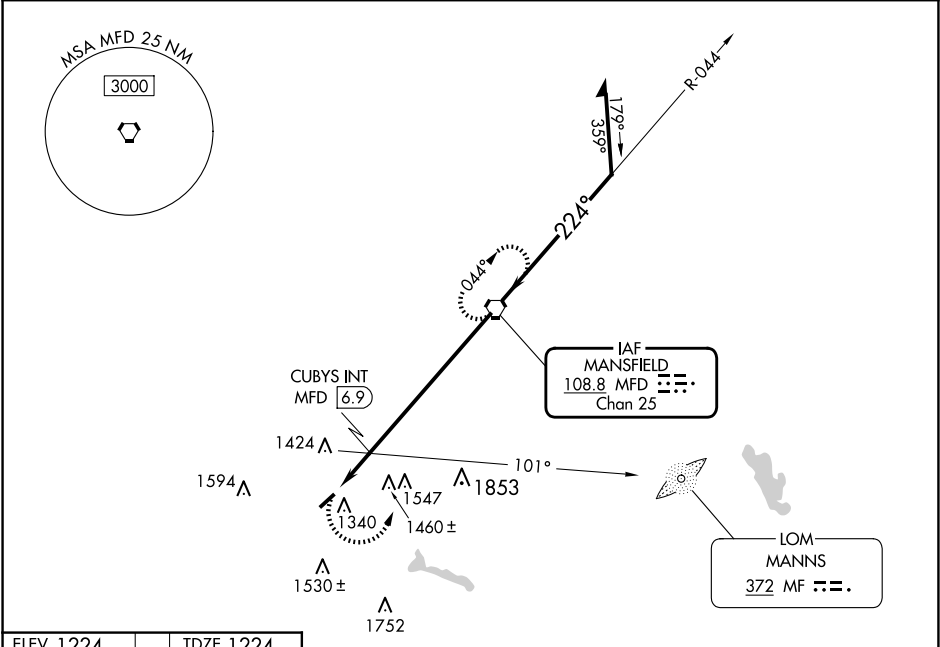 MSA MFD 25 NM
3000
R-044
179°
359°
224°
044°
IAF
MANSFIELD
108.8 MFD
Chan 25
CUBYS INT
MFD 6.9
1424
101°
1594
1547
1853
1340
1460 ±
LOM
MANNS
372 MF
1530 ±
1752
ELEV 1224
TDZE 1224